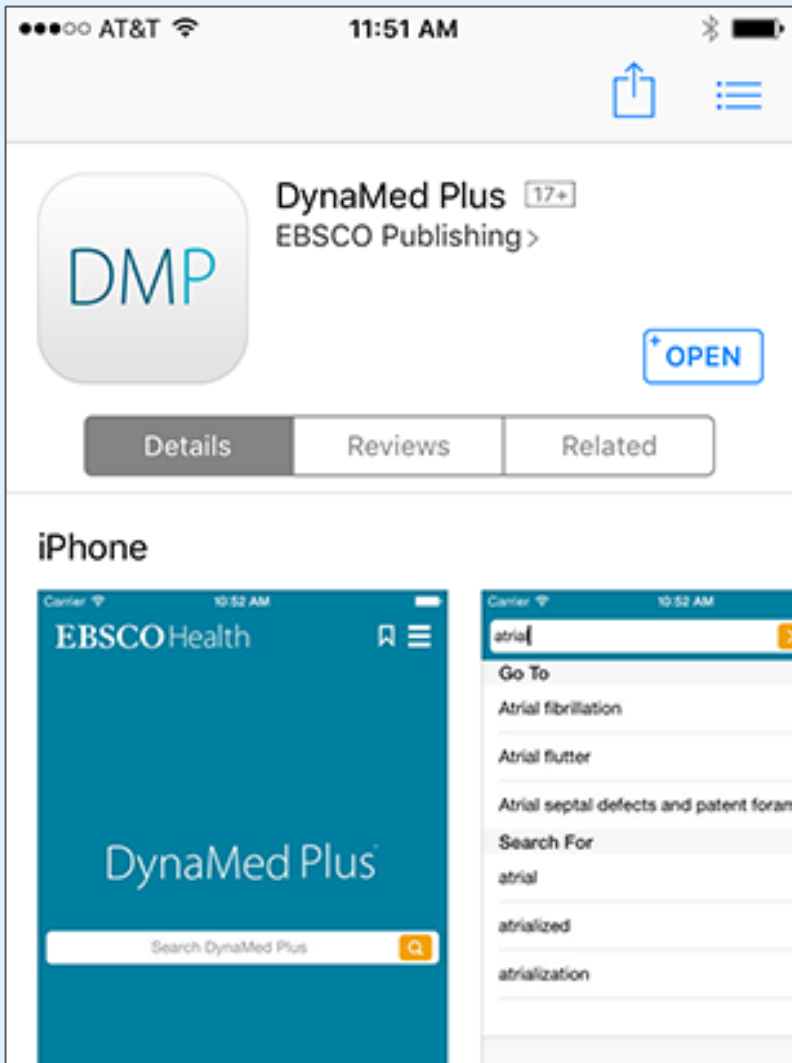 AT&T 11:51 AM
DynaMed Plus 17+
EBSCO Publishing >
DMP
+ OPEN
Details Reviews Related
iPhone
Carrier 10:52 AM
EBSCO Health
DynaMed Plus
Search DynaMed Plus
Carrier 10:52 AM
atrial
Go To
Atrial fibrillation
Atrial flutter
Atrial septal defects and patent foram
Search For
atrial
atrialized
atrialization